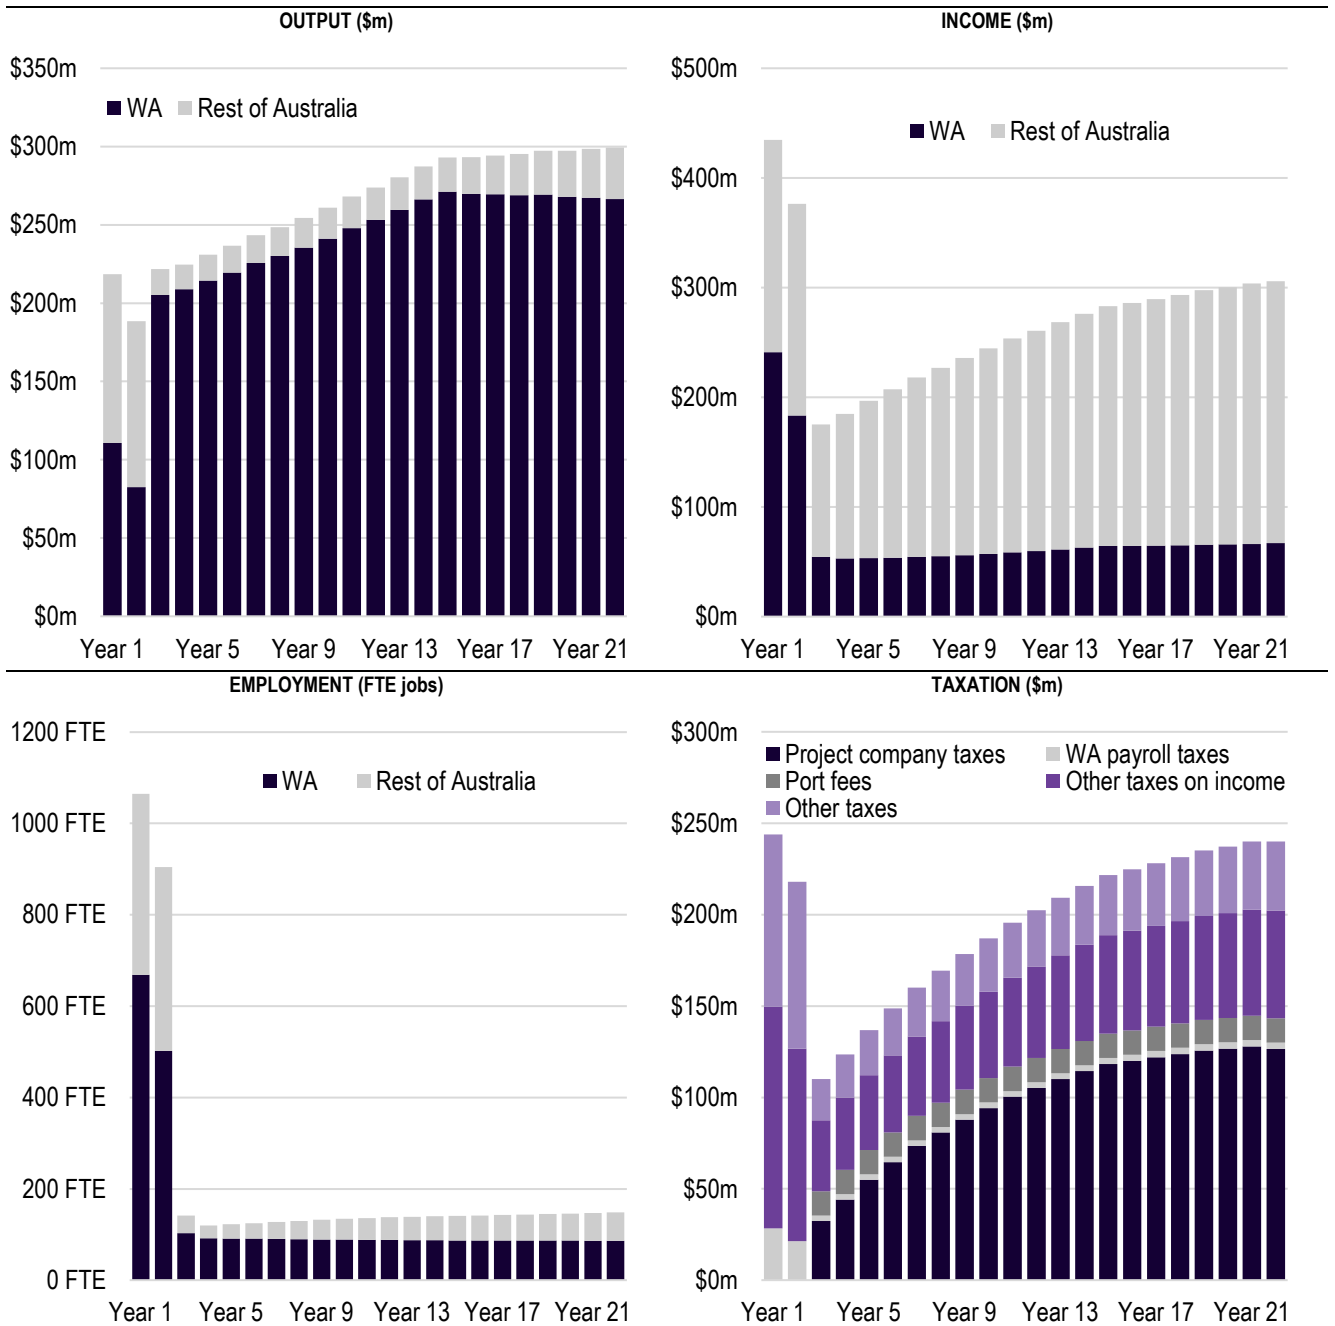 OUTPUT ($m)
$350m
WA
Rest of Australia
$300m
$250m
$200m
$150m
$100m
$50m
$0m
Year 1 Year 5 Year 9 Year 13 Year 17 Year 21
INCOME ($m)
$500m
WA
Rest of Australia
$400m
$300m
$200m
$100m
$0m
Year 1 Year 5 Year 9 Year 13 Year 17 Year 21
EMPLOYMENT (FTE jobs)
1200 FTE
WA
Rest of Australia
1000 FTE
800 FTE
600 FTE
400 FTE
200 FTE
0 FTE
Year 1 Year 5 Year 9 Year 13 Year 17 Year 21
TAXATION ($m)
$300m
Project company taxes
WA payroll taxes
Port fees
Other taxes on income
Other taxes
$250m
$200m
$150m
$100m
$50m
$0m
Year 1 Year 5 Year 9 Year 13 Year 17 Year 21